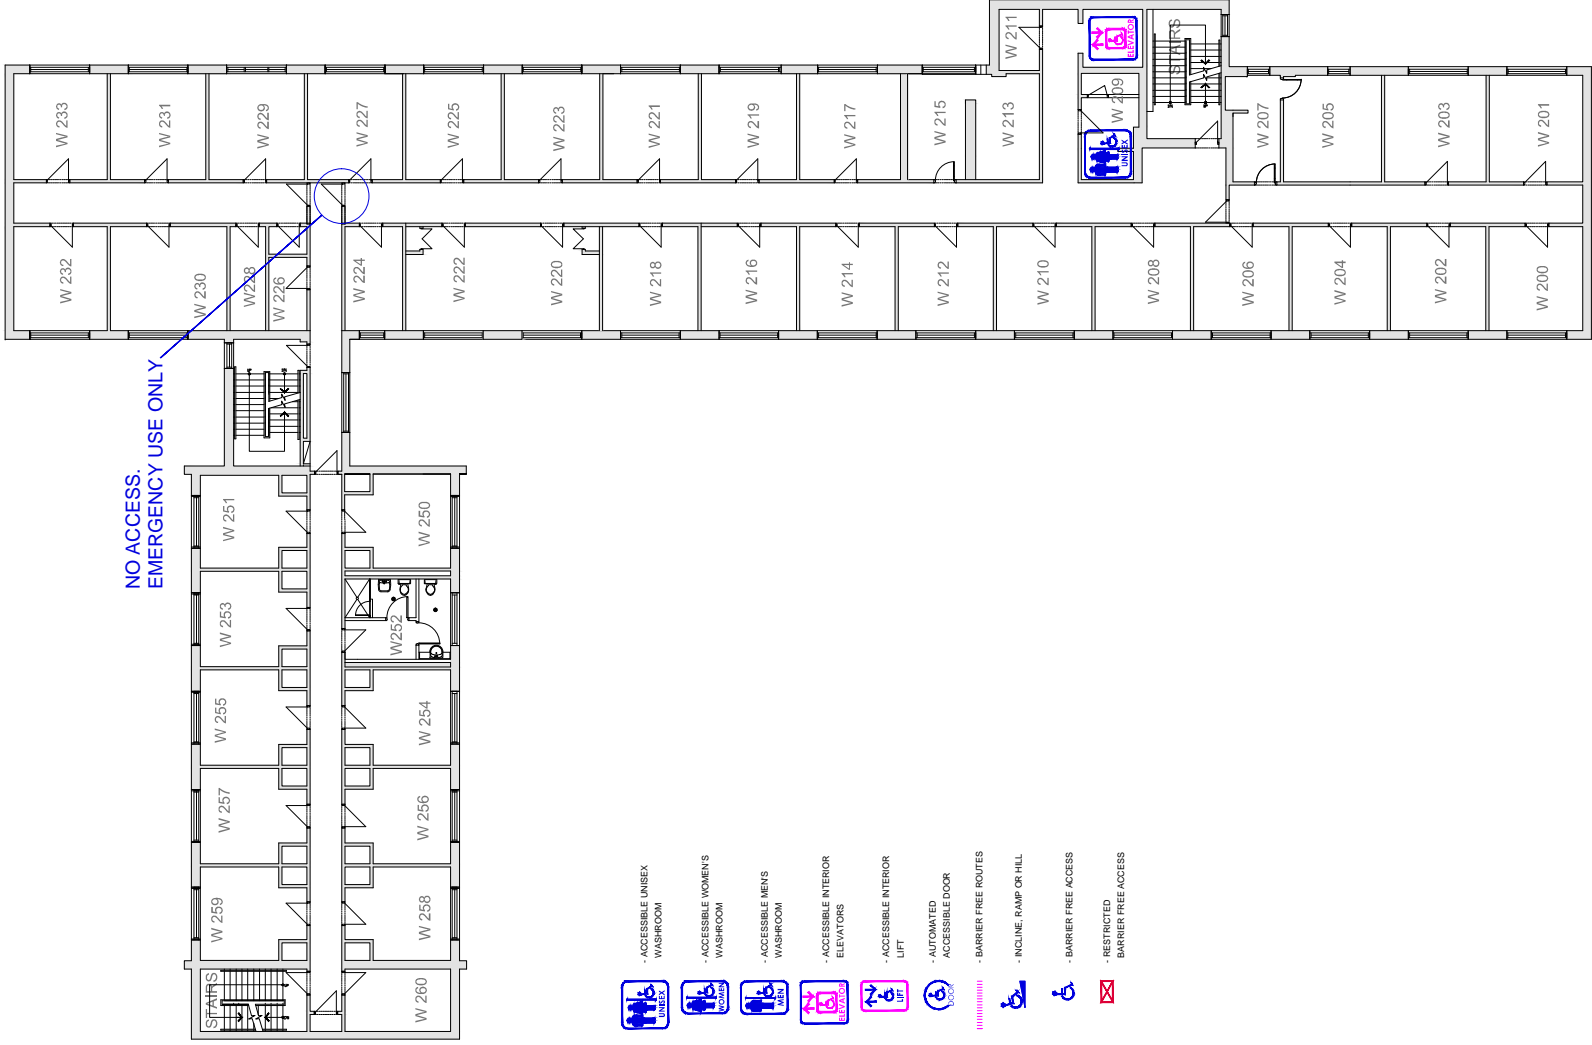 W 211
ELEVATOR
STAIRS
W 233
W 231
W 229
W 227
W 225
W 223
W 221
W 219
W 217
W 215
W 213
W 209
UNISEX
W 207
W 205
W 203
W 201
W 232
W 230
W228
W 226
W 224
W 222
W 220
W 218
W 216
W 214
W 212
W 210
W 208
W 206
W 204
W 202
W 200
NO ACCESS.
EMERGENCY USE ONLY
W 251
W 250
W 253
W252
W 255
W 254
W 257
W 256
W 259
W 258
STAIRS
W 260
UNISEX
- ACCESSIBLE UNISEX
WASHROOM
WOMEN
- ACCESSIBLE WOMEN'S
WASHROOM
MEN
- ACCESSIBLE MEN'S
WASHROOM
ELEVATOR
- ACCESSIBLE INTERIOR
ELEVATORS
LIFT
- ACCESSIBLE INTERIOR
LIFT
DOOR
- AUTOMATED
ACCESSIBLE DOOR
- BARRIER FREE ROUTES
- INCLINE, RAMP OR HILL
- BARRIER FREE ACCESS
- RESTRICTED
BARRIER FREE ACCESS